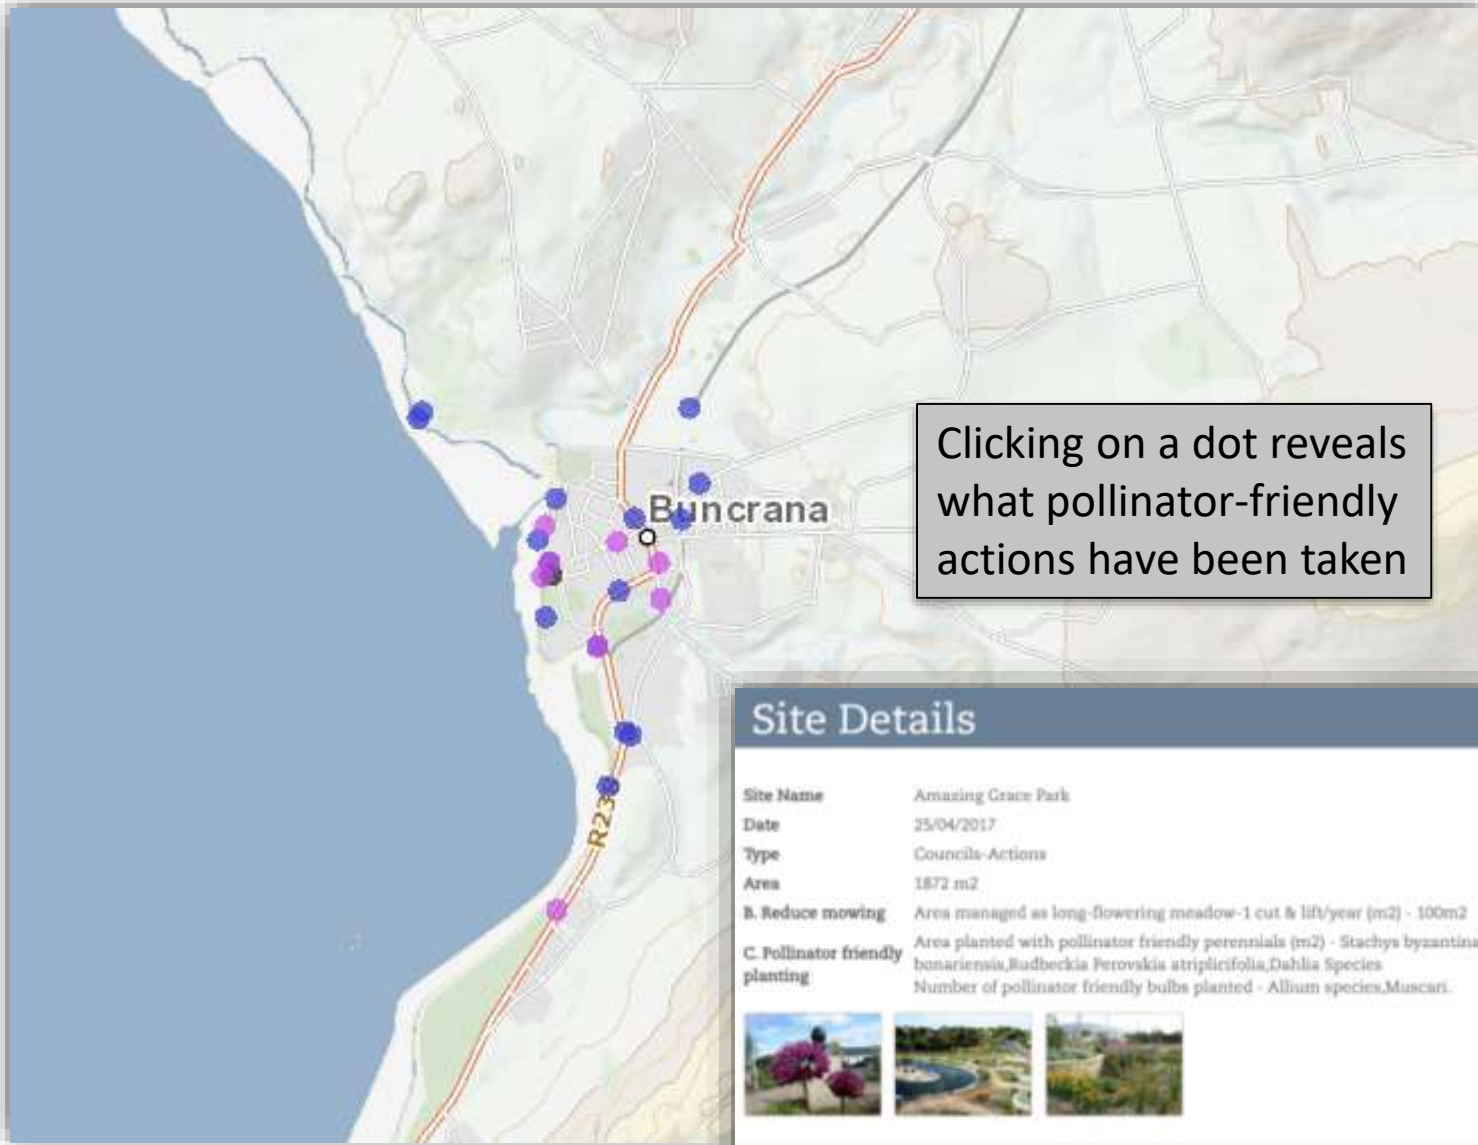 Buncrana
Clicking on a dot reveals
what pollinator-friendly
actions have been taken
R23
Site Details
Site Name Amazing Grace Park
Date 25/04/2017
Type Councils-Actions
Area 1872 m2
B. Reduce mowing Area managed as long-flowering meadow-1 cut & lift/year (m2) - 100m2
C. Pollinator friendly planting Area planted with pollinator friendly perennials (m2) - Stachys byzantina
bonariensis,Rudbeckia Perovskia atriplicifolia,Dahlia Species
Number of pollinator friendly bulbs planted - Allium species,Muscari.